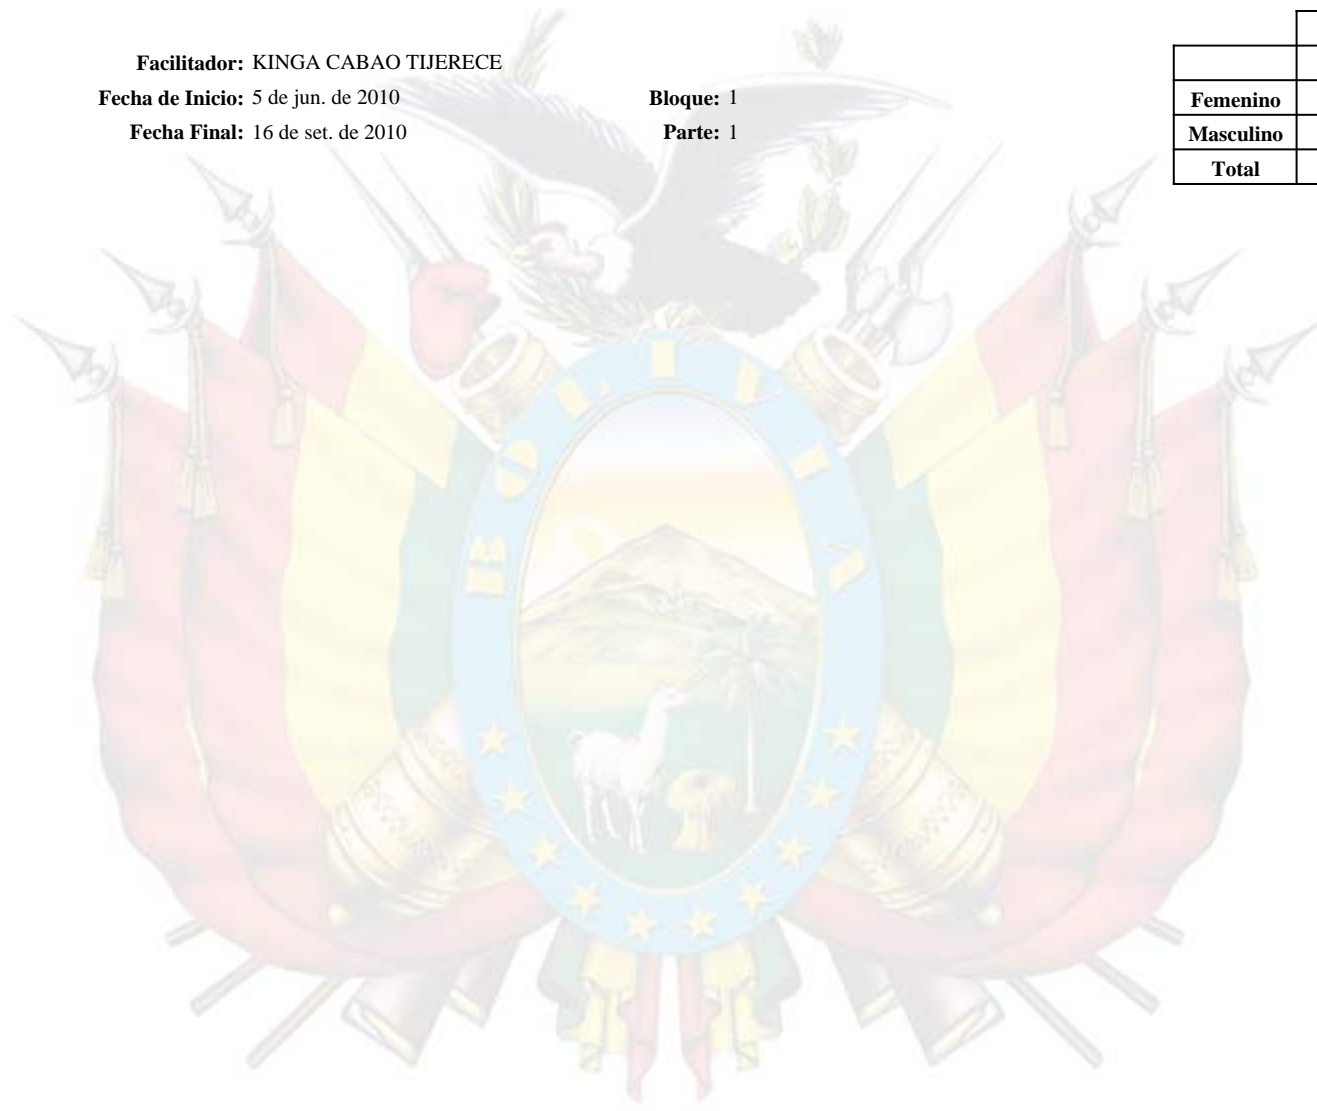 Facilitador: KINGA CABAO TIJERECE
Fecha de Inicio: 5 de jun. de 2010 Bloque: 1
Fecha Final: 16 de set. de 2010 Parte: 1
Femenino
Masculino
Total
BOLIVIA